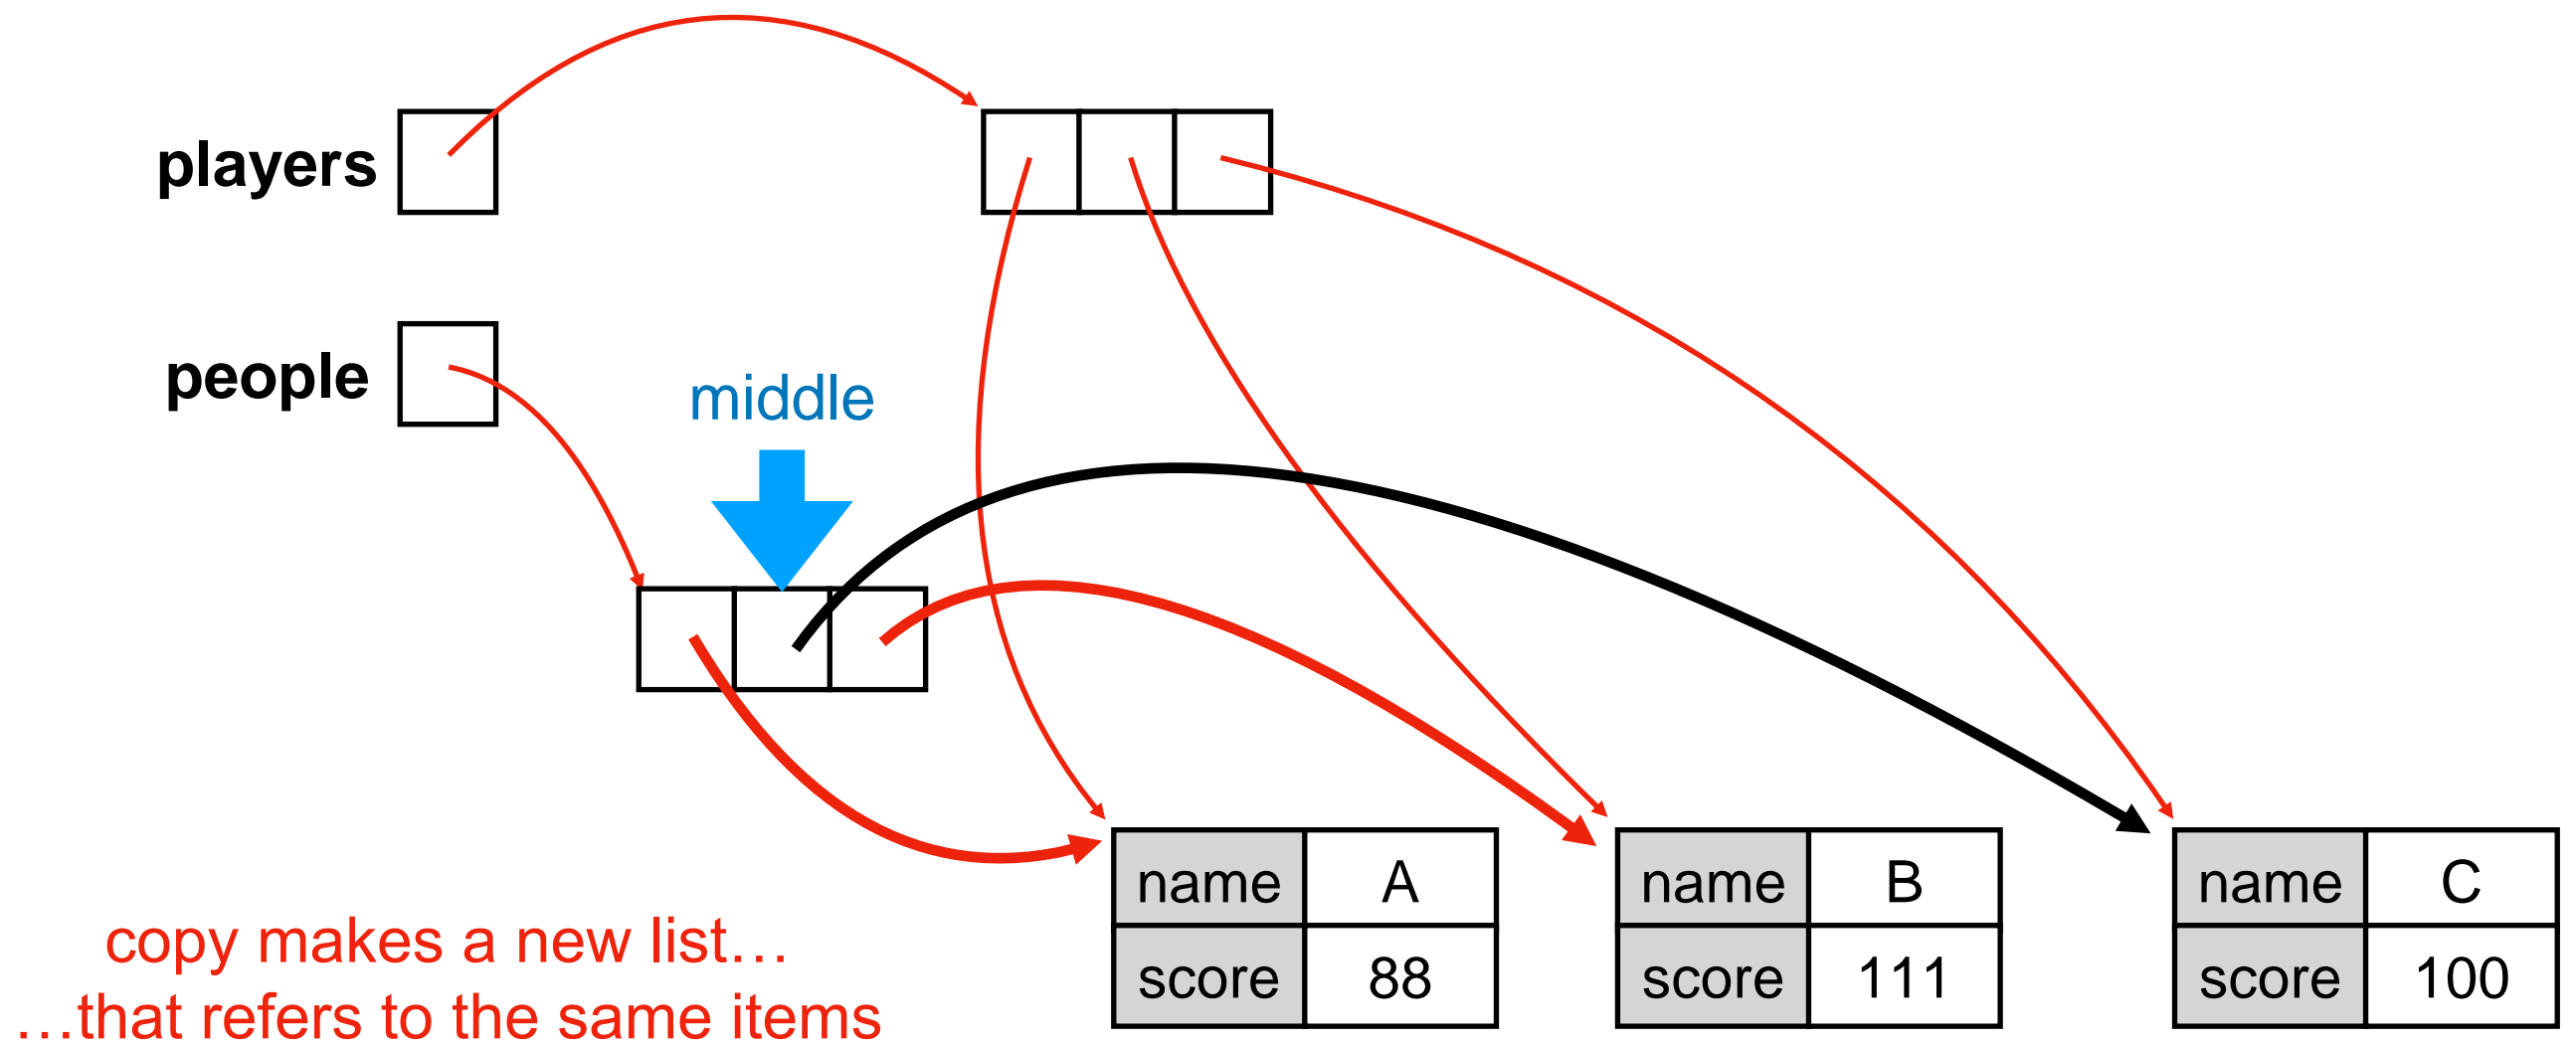 players
people
middle
name A
score 88
name B
score 111
name C
score 100
copy makes a new list…
…that refers to the same items